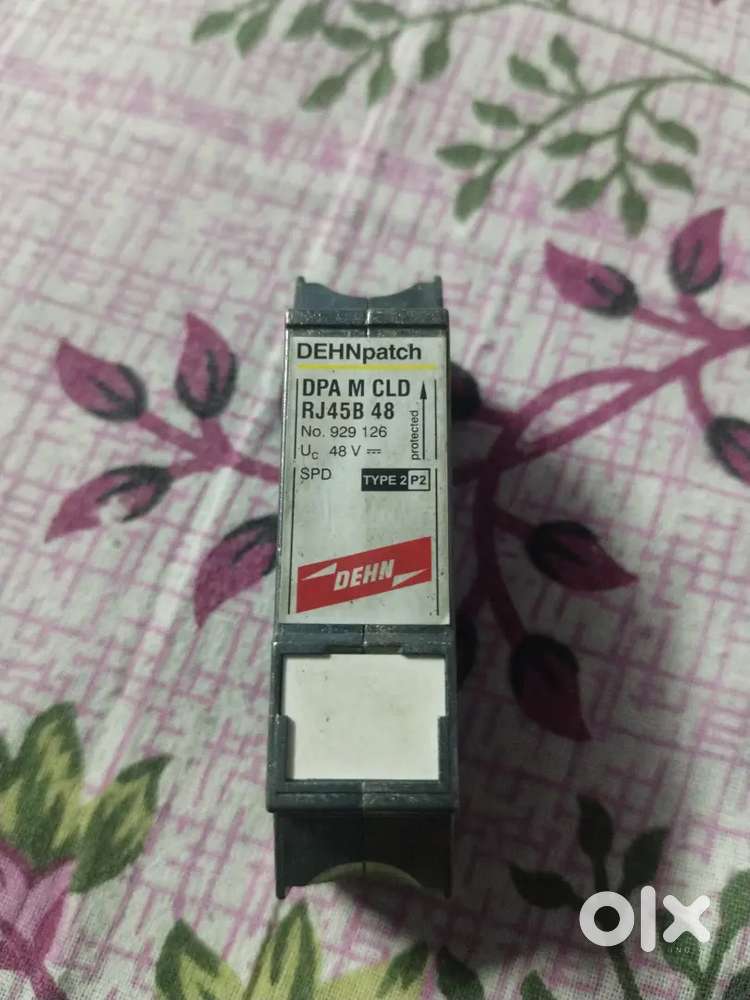 DEHNpatch
DPA M CLD
RJ45B 48
No. 929 126
Uc 48 V ⎓
protected
SPD TYPE 2 P2
DEHN
olx